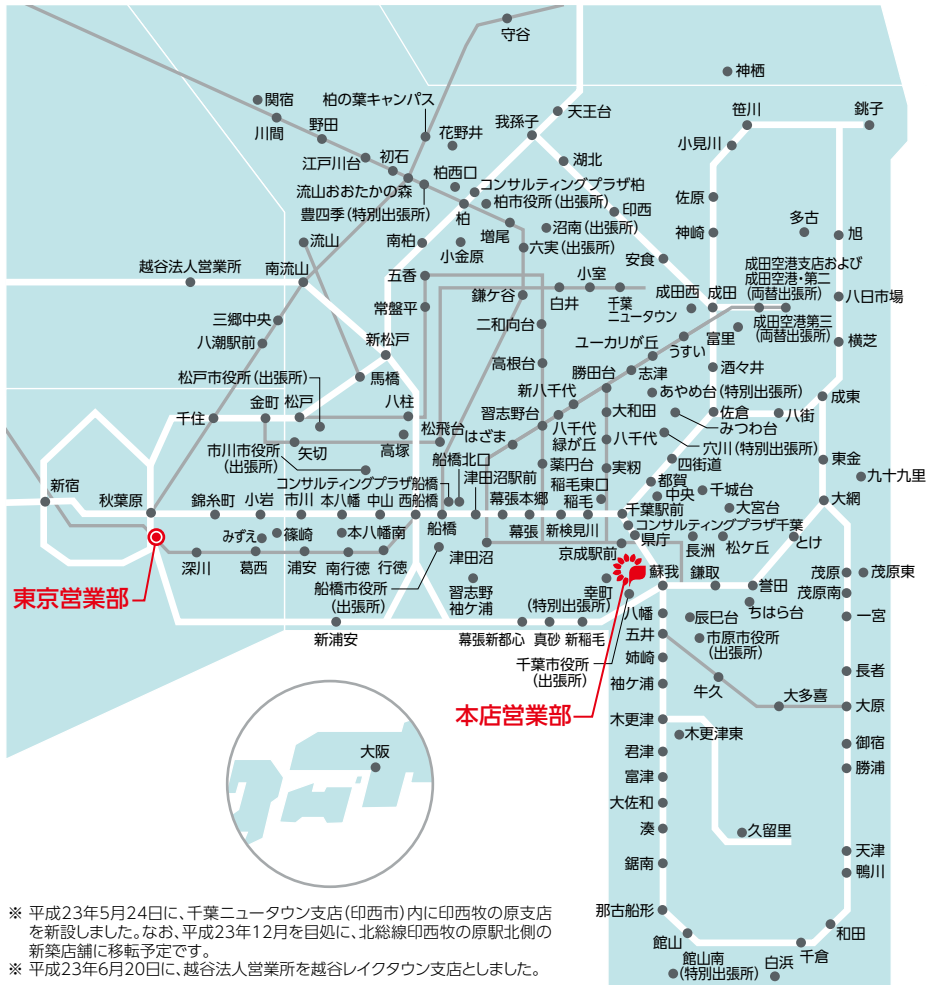 守谷
神栖
関宿
柏の葉キャンパス
川間
野田
花野井
我孫子
天王台
笹川
銚子
小見川
江戸川台
初石
柏西口
湖北
流山おおたかの森
コンサルティングプラザ柏
柏市役所(出張所)
豊四季(特別出張所)
柏
印西
佐原
多古
流山
南柏
増尾
沼南(出張所)
神崎
旭
小金原
六実(出張所)
安食
越谷法人営業所
南流山
五香
小室
成田空港支店および
成田空港・第二
(両替出張所)
成田西
成田
常盤平
鎌ケ谷
白井
千葉
ニュータウン
八日市場
三郷中央
二和向台
成田空港第三
(両替出張所)
富里
八潮駅前
新松戸
ユーカリが丘
うすい
横芝
高根台
勝田台
志津
酒々井
松戸市役所(出張所)
馬橋
新八千代
あやめ台(特別出張所)
成東
千住
金町
松戸
八柱
習志野台
大和田
みつわ台
佐倉
八街
市川市役所
(出張所)
矢切
高塚
松飛台
はざま
八千代
緑が丘
八千代
穴川(特別出張所)
船橋北口
薬円台
実籾
四街道
東金
九十九里
新宿
秋葉原
コンサルティングプラザ船橋
津田沼駅前
稲毛東口
中央
千城台
錦糸町
小岩
市川
本八幡
中山
西船橋
幕張本郷
稲毛
千葉駅前
大宮台
大網
みずえ
篠崎
本八幡南
船橋
幕張
新検見川
コンサルティングプラザ千葉
県庁
長洲
松ケ丘
とけ
深川
葛西
浦安
南行徳
行徳
津田沼
京成駅前
東京営業部
船橋市役所
(出張所)
習志野
袖ケ浦
幸町
蘇我
鎌取
誉田
茂原
茂原東
(特別出張所)
ちはら台
茂原南
新浦安
幕張新都心
真砂
新稲毛
八幡
辰巳台
一宮
千葉市役所
(出張所)
五井
市原市役所
(出張所)
姉崎
長者
袖ケ浦
牛久
大多喜
大原
本店営業部
木更津
木更津東
御宿
大阪
君津
勝浦
富津
大佐和
湊
久留里
天津
鋸南
鴨川
那古船形
和田
館山
千倉
館山南
(特別出張所)
白浜
都賀
※ 平成23年5月24日に、千葉ニュータウン支店(印西市)内に印西牧の原支店
を新設しました。なお、平成23年12月を目処に、北総線印西牧の原駅北側の
新築店舗に移転予定です。
※ 平成23年6月20日に、越谷法人営業所を越谷レイクタウン支店としました。